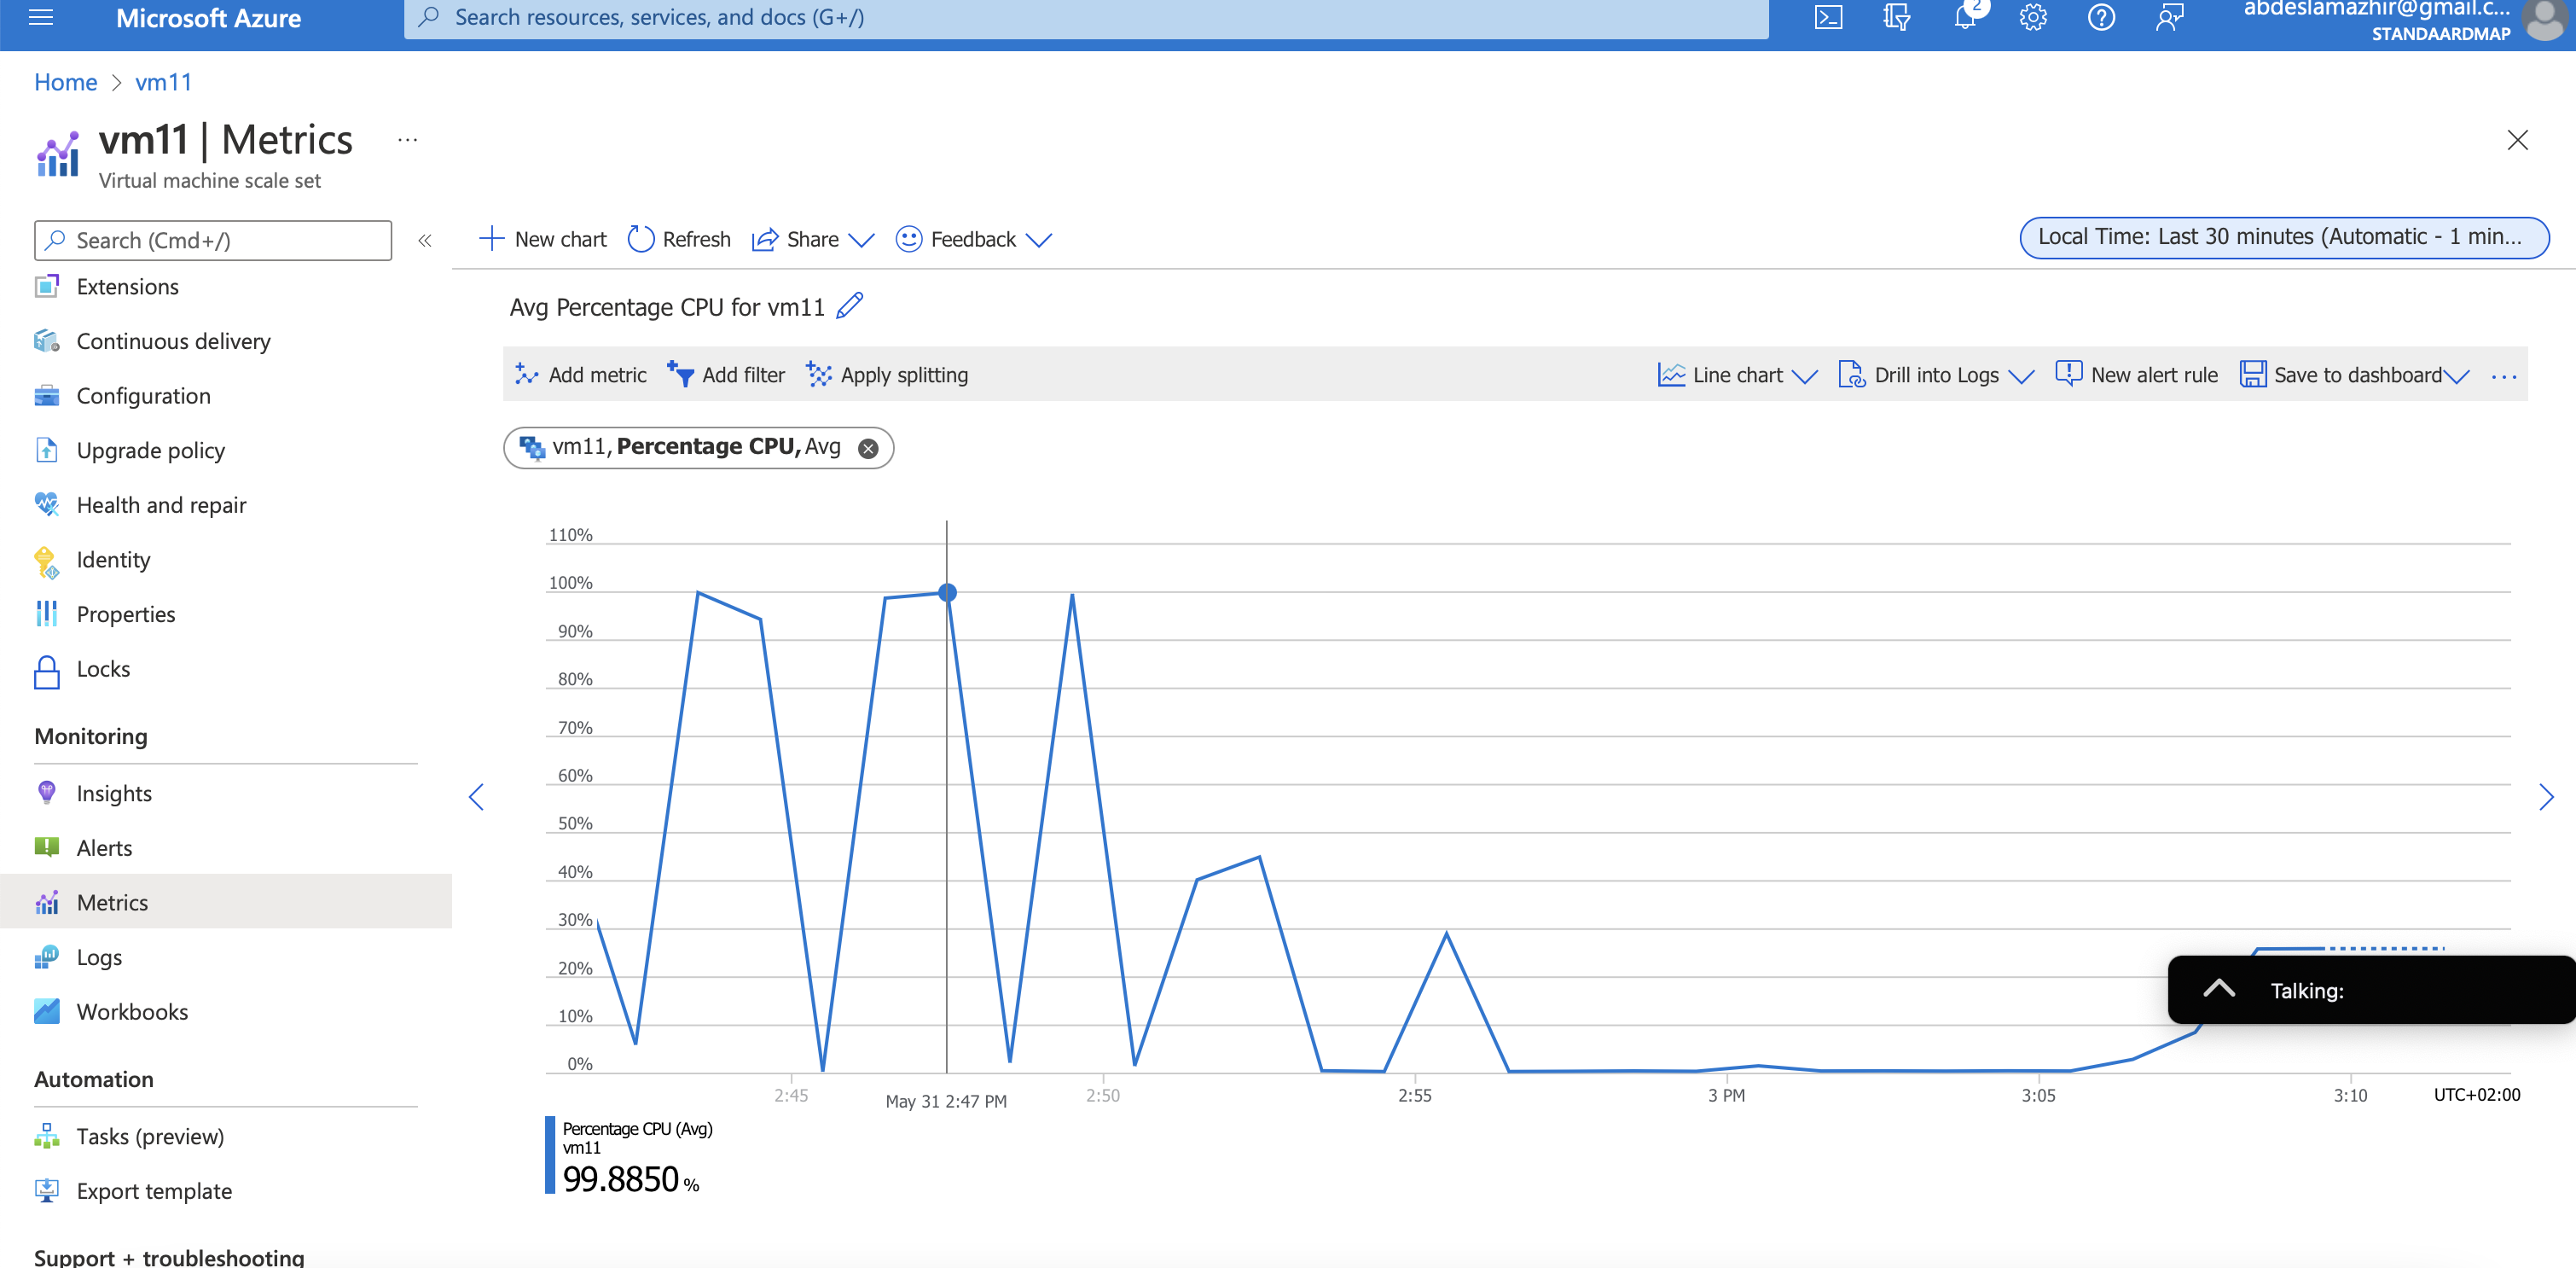 Microsoft Azure
Search resources, services, and docs (G+/)
2
abdeslamazhir@gmail.c...
STANDAARDMAP
Home > vm11
vm11 | Metrics ...
Virtual machine scale set
Search (Cmd+/)
«
New chart
Refresh
Share
Feedback
Local Time: Last 30 minutes (Automatic - 1 min...
Extensions
Continuous delivery
Configuration
Upgrade policy
Health and repair
Identity
Properties
Locks
Monitoring
Insights
Alerts
Metrics
Logs
Workbooks
Automation
Tasks (preview)
Export template
Support + troubleshooting
Avg Percentage CPU for vm11
Add metric
Add filter
Apply splitting
Line chart
Drill into Logs
New alert rule
Save to dashboard
...
vm11, Percentage CPU, Avg
110%
100%
90%
80%
70%
60%
50%
40%
30%
20%
10%
0%
2:45
May 31 2:47 PM
2:50
2:55
3 PM
3:05
3:10
UTC+02:00
Talking:
Percentage CPU (Avg)
vm11
99.8850 %